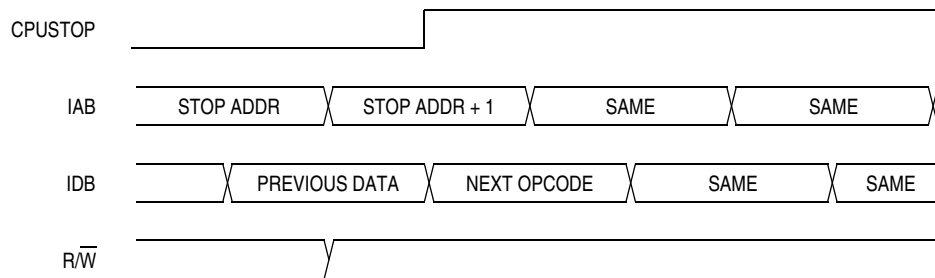 CPUSTOP
IAB STOP ADDR STOP ADDR + 1 SAME SAME
IDB PREVIOUS DATA NEXT OPCODE SAME SAME
R/W̅